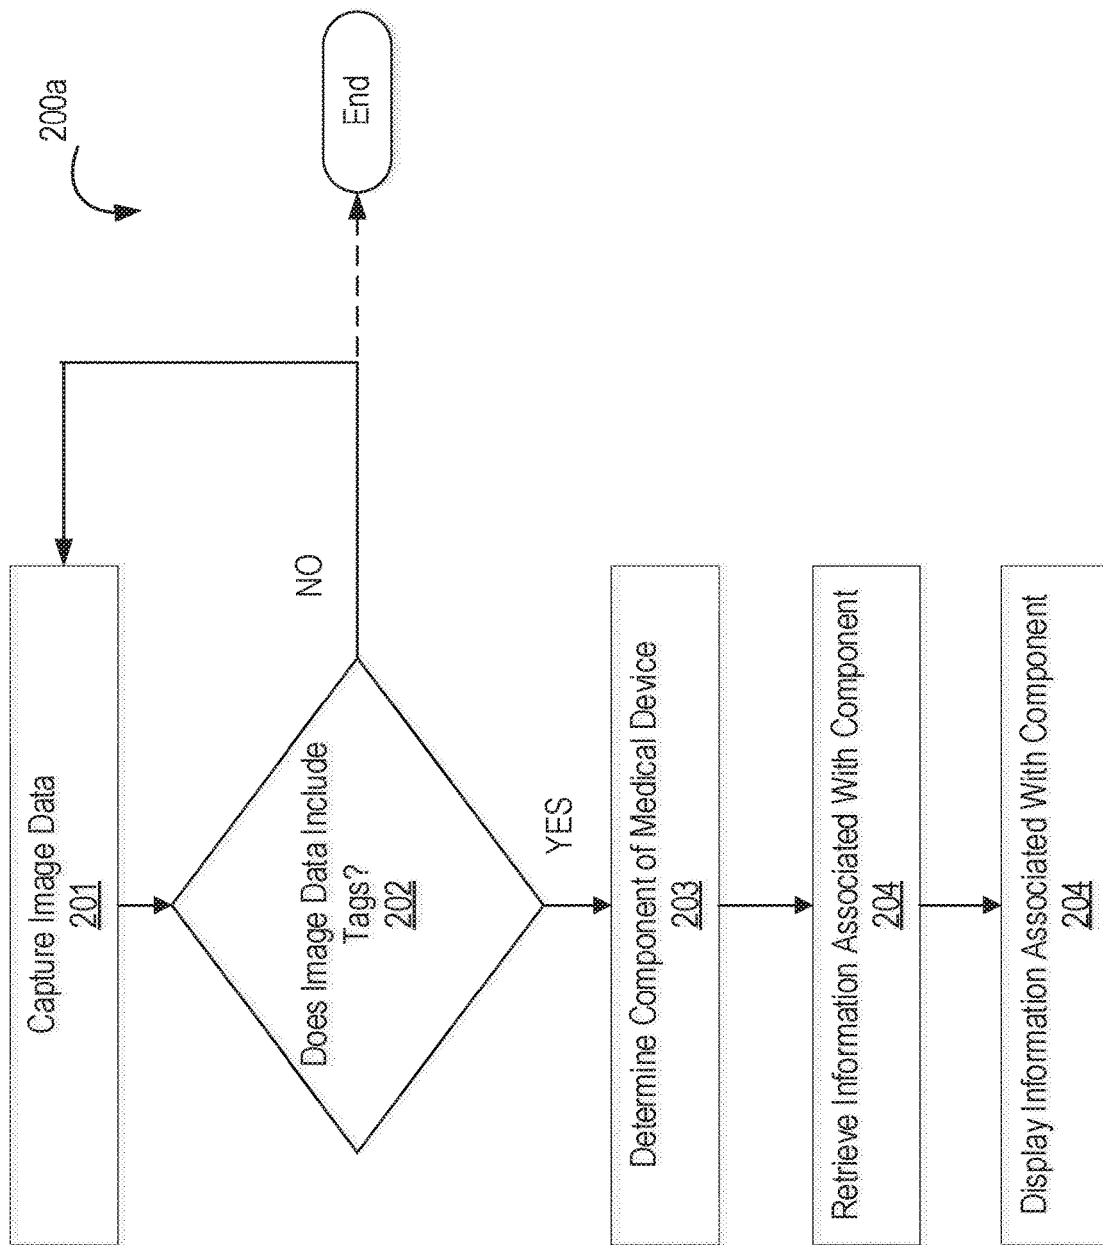 200a
Capture Image Data
201
Does Image Data Include
Tags?
202
NO
End
YES
Determine Component of Medical Device
203
Retrieve Information Associated With Component
204
Display Information Associated With Component
204